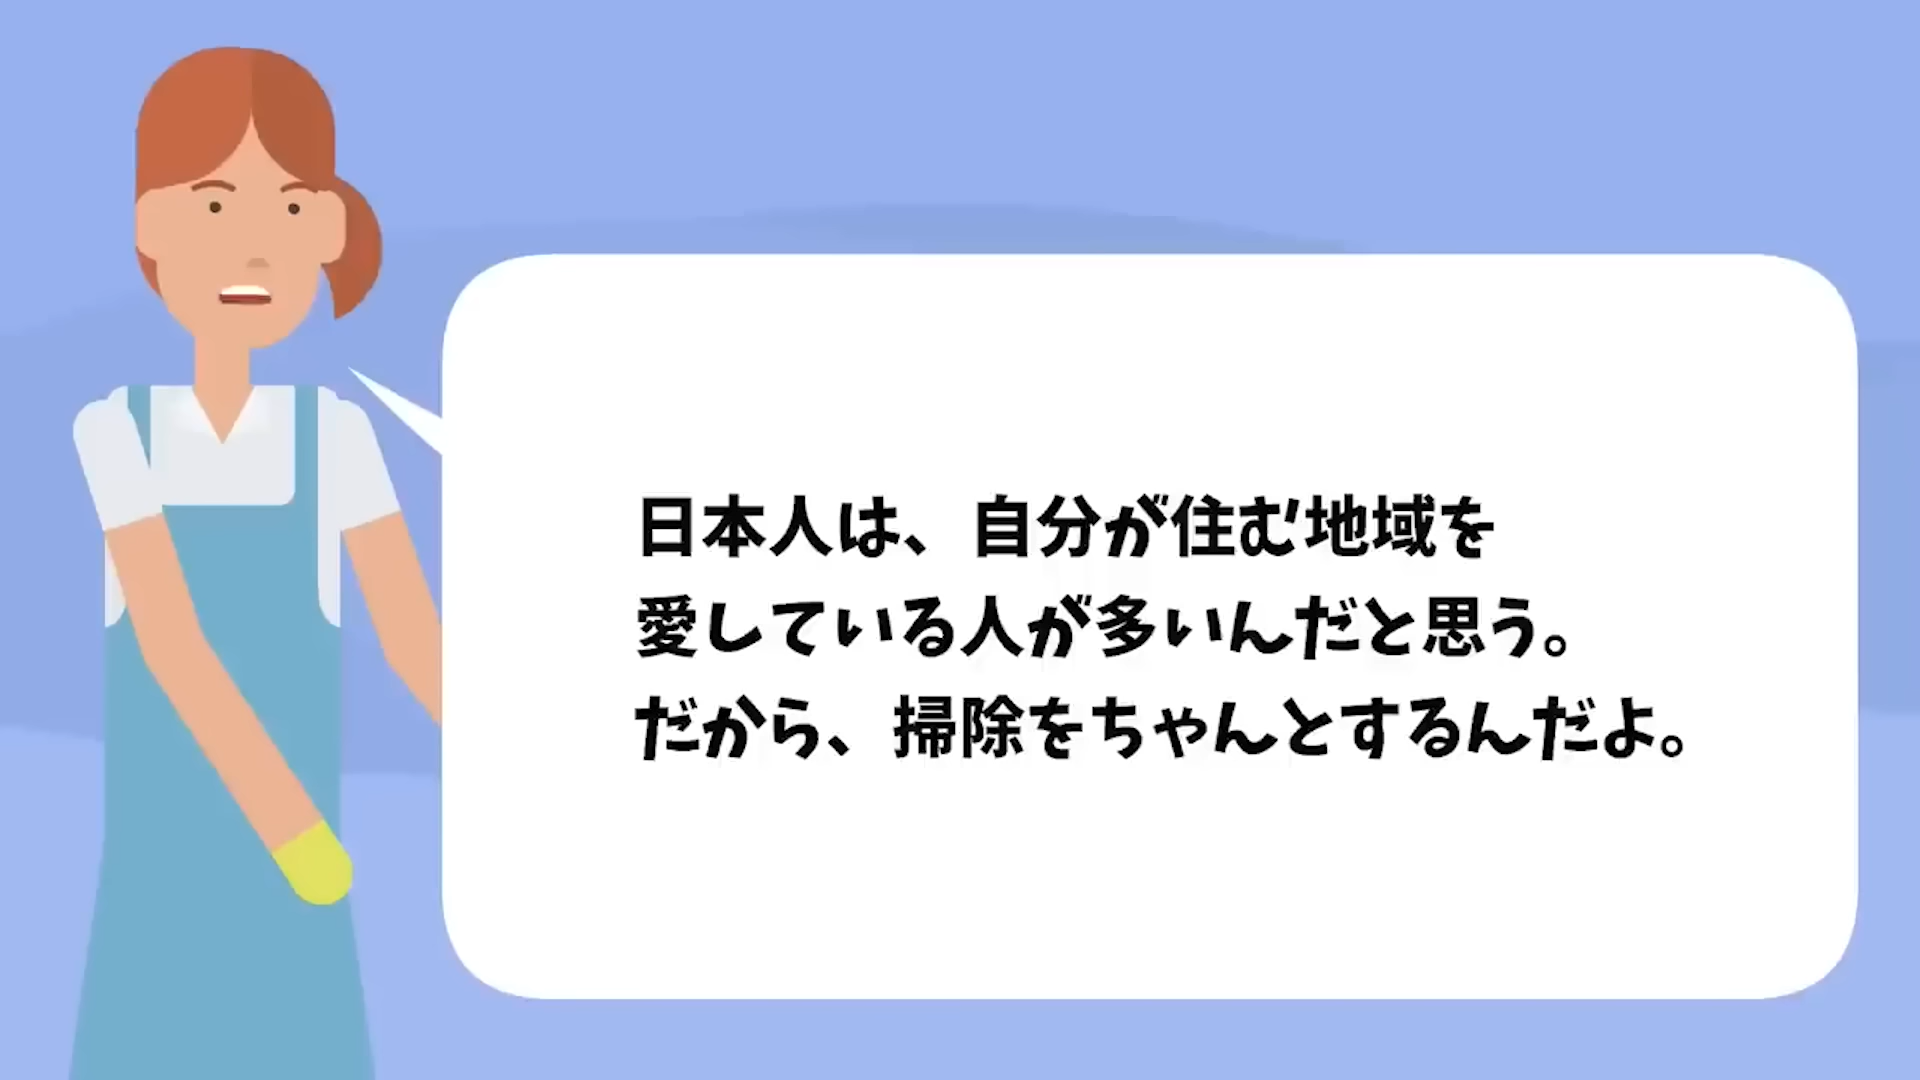 日本人は、自分が住む地域を
愛している人が多いんだと思う。
だから、掃除をちゃんとするんだよ。